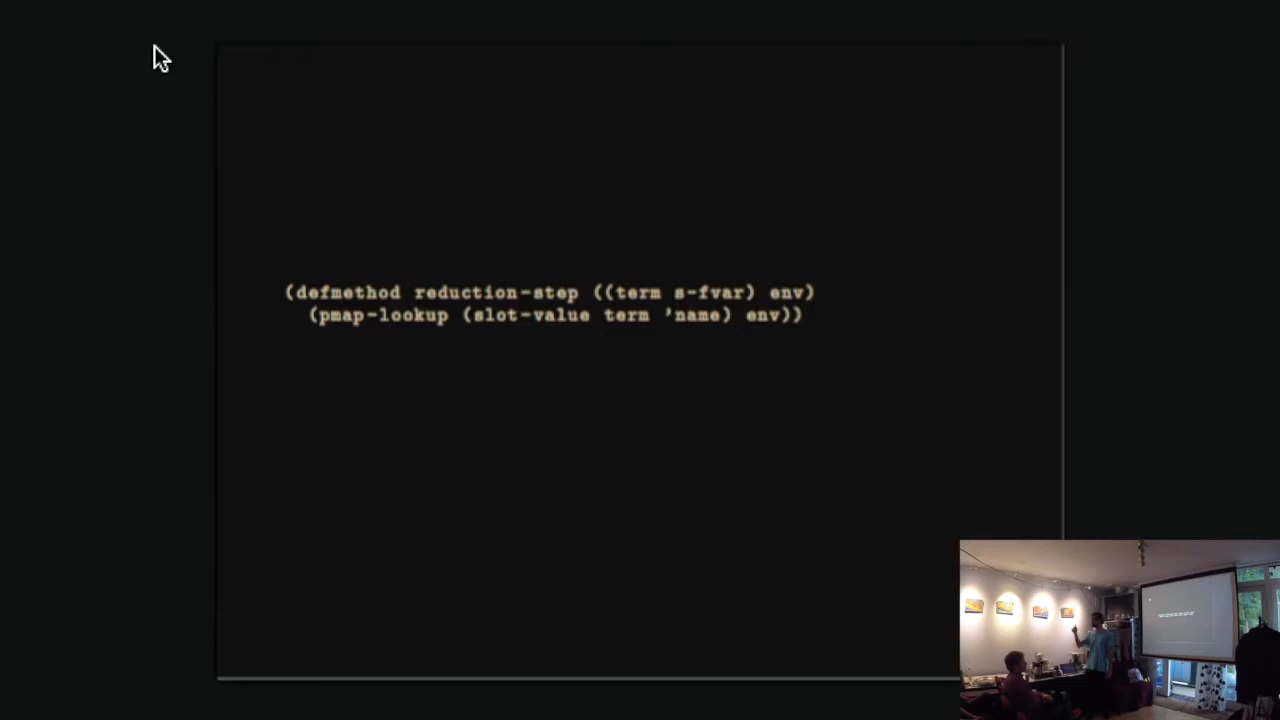 (defmethod reduction-step ((term s-fvar) env)
(pmap-lookup (slot-value term 'name) env))